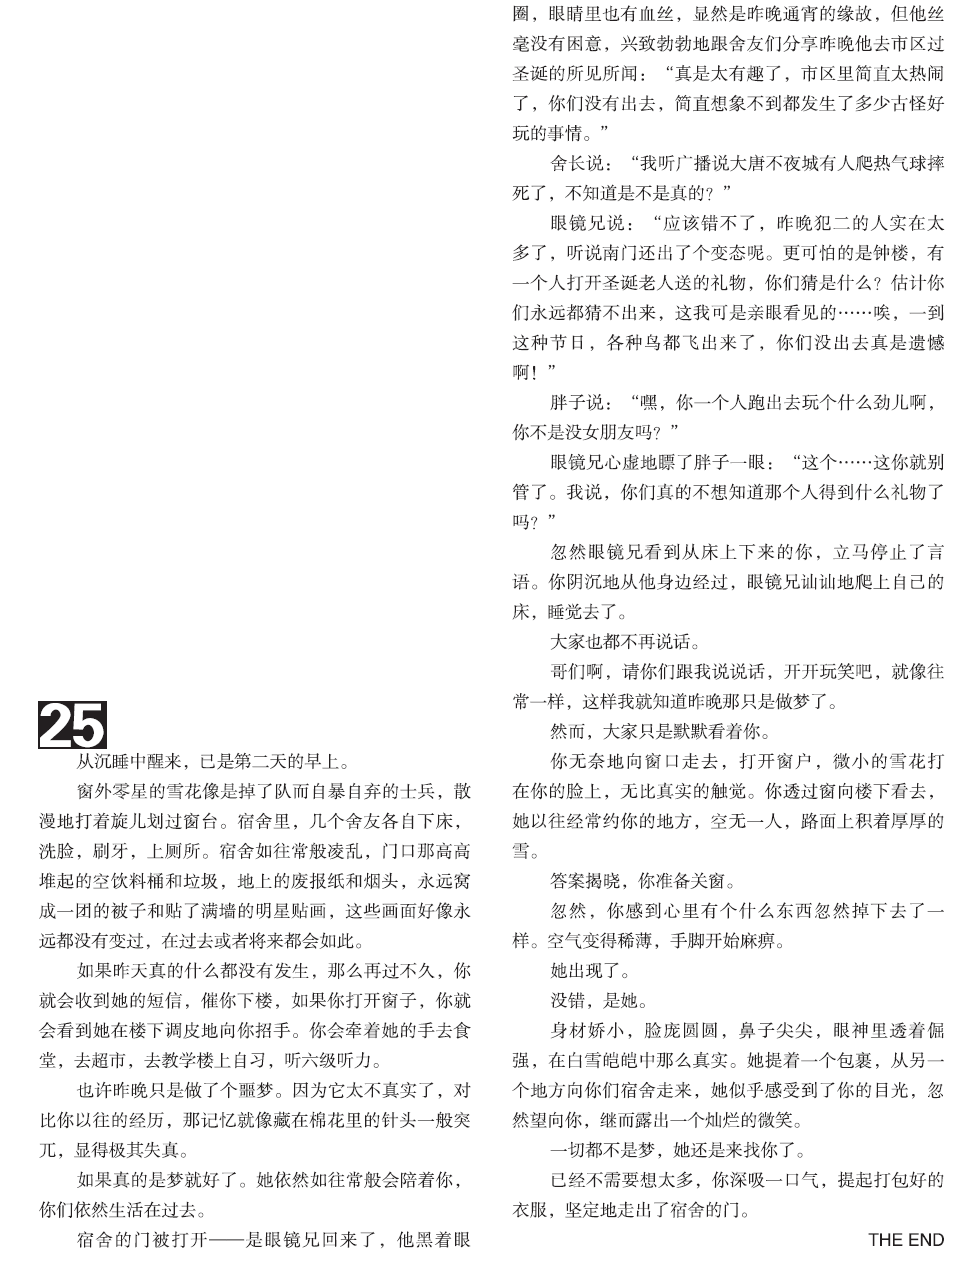 25
从沉睡中醒来，已是第二天的早上。
窗外零星的雪花像是掉了队而自暴自弃的士兵，散
漫地打着旋儿划过窗台。宿舍里，几个舍友各自下床，
洗脸，刷牙，上厕所。宿舍如往常般凌乱，门口那高高
堆起的空饮料桶和垃圾，地上的废报纸和烟头，永远窝
成一团的被子和贴了满墙的明星贴画，这些画面好像永
远都没有变过，在过去或者将来都会如此。
如果昨天真的什么都没有发生，那么再过不久，你
就会收到她的短信，催你下楼，如果你打开窗子，你就
会看到她在楼下调皮地向你招手。你会牵着她的手去食
堂，去超市，去教学楼上自习，听六级听力。
也许昨晚只是做了个噩梦。因为它太不真实了，对
比你以往的经历，那记忆就像藏在棉花里的针头一般突
兀，显得极其失真。
如果真的是梦就好了。她依然如往常般会陪着你，
你们依然生活在过去。
宿舍的门被打开——是眼镜兄回来了，他黑着眼
圈，眼睛里也有血丝，显然是昨晚通宵的缘故，但他丝
毫没有困意，兴致勃勃地跟舍友们分享昨晚他去市区过
圣诞的所见所闻：“真是太有趣了，市区里简直太热闹
了，你们没有出去，简直想象不到都发生了多少古怪好
玩的事情。”
舍长说：“我听广播说大唐不夜城有人爬热气球摔
死了，不知道是不是真的？”
眼镜兄说：“应该错不了，昨晚犯二的人实在太
多了，听说南门还出了个变态呢。更可怕的是钟楼，有
一个人打开圣诞老人送的礼物，你们猜是什么？估计你
们永远都猜不出来，这我可是亲眼看见的……唉，一到
这种节日，各种鸟都飞出来了，你们没出去真是遗憾
啊！”
胖子说：“嘿，你一个人跑出去玩个什么劲儿啊，
你不是没女朋友吗？”
眼镜兄心虚地瞟了胖子一眼：“这个……这你就别
管了。我说，你们真的不想知道那个人得到什么礼物了
吗？”
忽然眼镜兄看到从床上下来的你，立马停止了言
语。你阴沉地从他身边经过，眼镜兄讪讪地爬上自己的
床，睡觉去了。
大家也都不再说话。
哥们啊，请你们跟我说说话，开开玩笑吧，就像往
常一样，这样我就知道昨晚那只是做梦了。
然而，大家只是默默看着你。
你无奈地向窗口走去，打开窗户，微小的雪花打
在你的脸上，无比真实的触觉。你透过窗向楼下看去，
她以往经常约你的地方，空无一人，路面上积着厚厚的
雪。
答案揭晓，你准备关窗。
忽然，你感到心里有个什么东西忽然掉下去了一
样。空气变得稀薄，手脚开始麻痹。
她出现了。
没错，是她。
身材娇小，脸庞圆圆，鼻子尖尖，眼神里透着倔
强，在白雪皑皑中那么真实。她提着一个包裹，从另一
个地方向你们宿舍走来，她似乎感受到了你的目光，忽
然望向你，继而露出一个灿烂的微笑。
一切都不是梦，她还是来找你了。
已经不需要想太多，你深吸一口气，提起打包好的
衣服，坚定地走出了宿舍的门。
THE END